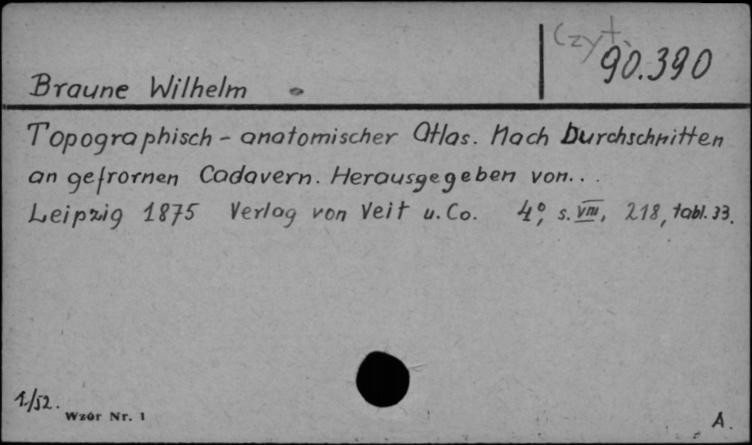 Czyt.
90.390
Braune Wilhelm
Topographisch - anatomischer Atlas. Nach Durchschnitten
an gefrornen Cadavern. Herausgegeben von...
Leipzig 1875 Verlag von Veit u. Co. 4°, s. VIII, 218, tabl. 33.
1/52.
Wzór Nr. 1
A.